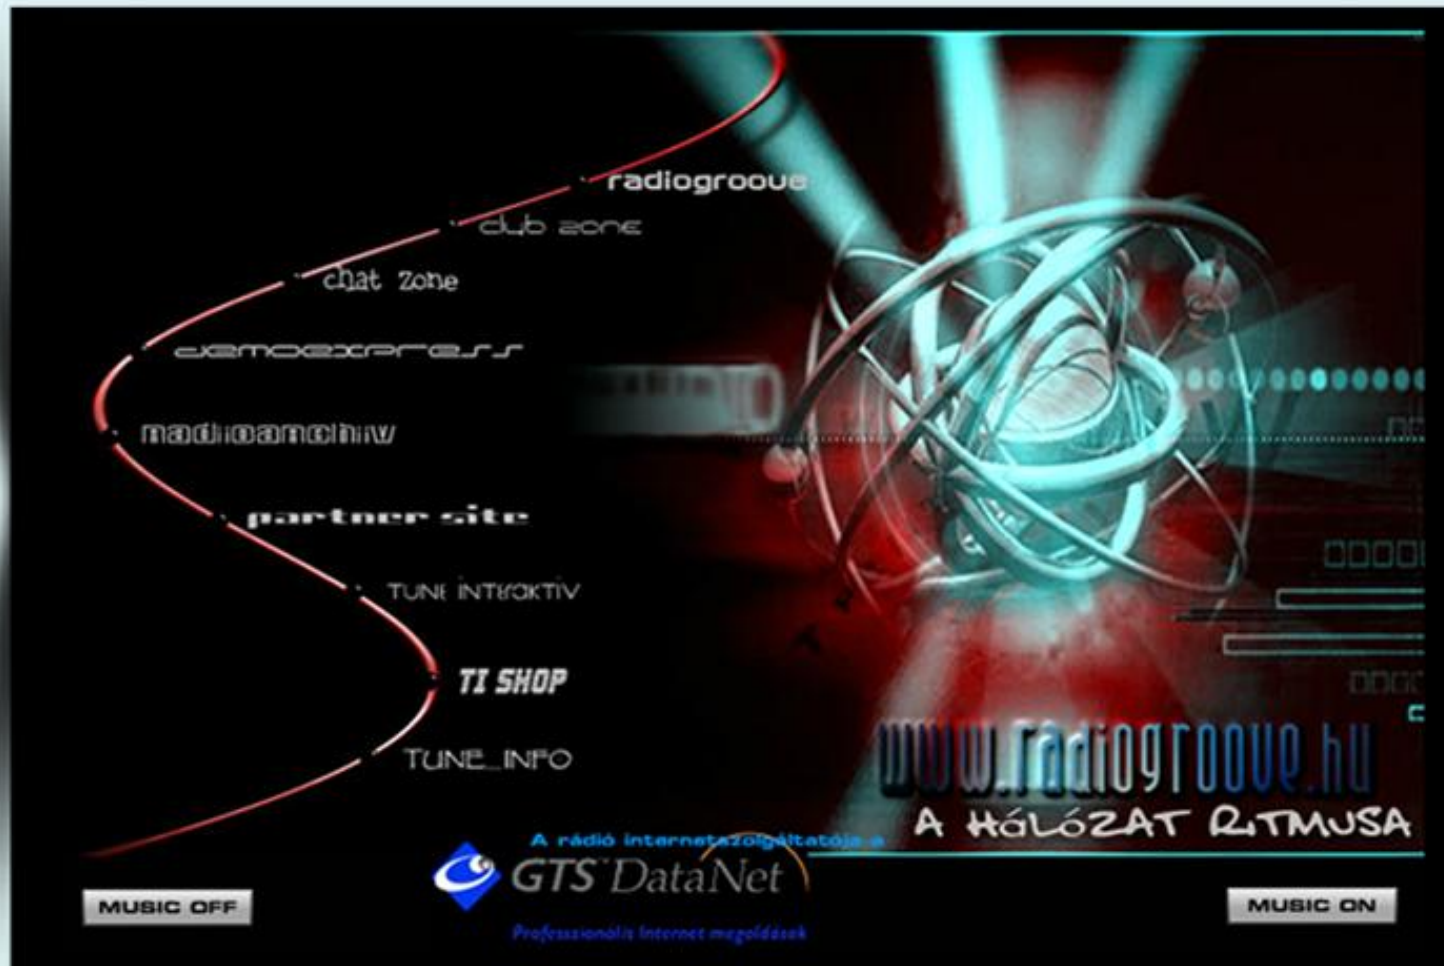 radiogroove
club zone
chat zone
demoexpress
radioarchiv
partner site
TUNE INTERAKTIV
TI SHOP
TUNE_INFO
www.radiogroove.hu
A HáLóZAT RiTMUSA
A rádió internetszolgáltatója a
GTS™ DataNet
Professzionális Internet megoldások
MUSIC OFF
MUSIC ON